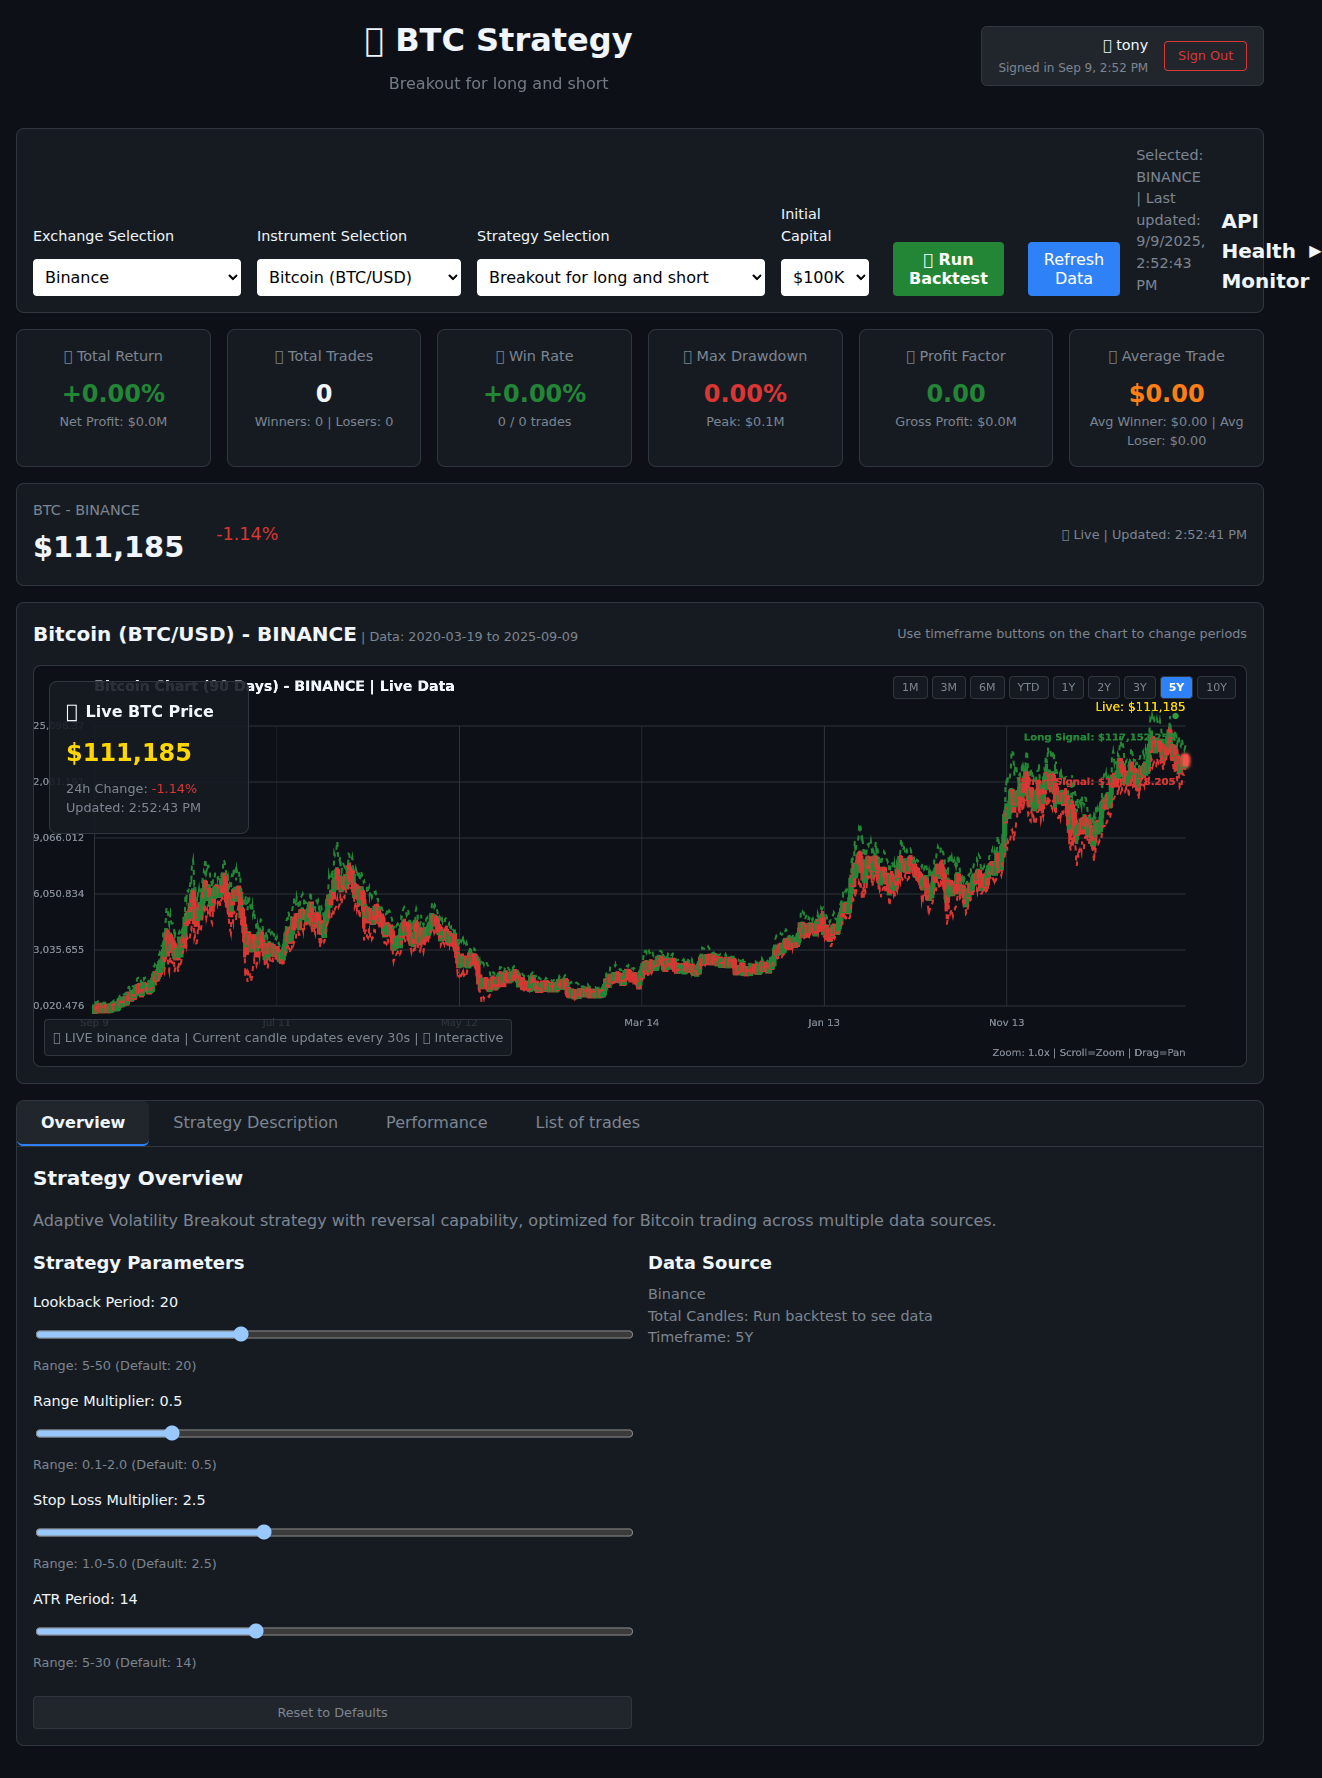 BTC Strategy
Breakout for long and short
tony
Signed in Sep 9, 2:52 PM
Sign Out
Exchange Selection
Binance
Instrument Selection
Bitcoin (BTC/USD)
Strategy Selection
Breakout for long and short
Initial
Capital
$100K
Run
Backtest
Refresh
Data
Selected:
BINANCE
| Last
updated:
9/9/2025,
2:52:43
PM
API
Health ▶
Monitor
Total Return
+0.00%
Net Profit: $0.0M
Total Trades
0
Winners: 0 | Losers: 0
Win Rate
+0.00%
0 / 0 trades
Max Drawdown
0.00%
Peak: $0.1M
Profit Factor
0.00
Gross Profit: $0.0M
Average Trade
$0.00
Avg Winner: $0.00 | Avg
Loser: $0.00
BTC - BINANCE
$111,185
-1.14%
Live | Updated: 2:52:41 PM
Bitcoin (BTC/USD) - BINANCE | Data: 2020-03-19 to 2025-09-09
Use timeframe buttons on the chart to change periods
Bitcoin Chart (90 Days) - BINANCE | Live Data
1M 3M 6M YTD 1Y 2Y 3Y 5Y 10Y
Live BTC Price
$111,185
24h Change: -1.14%
Updated: 2:52:43 PM
Live: $111,185
Long Signal:
Signal:
9,066.012
6,050.834
3,035.655
0,020.476
Sep 9 Jul 11 May 12 Mar 14 Jan 13 Nov 13
LIVE binance data | Current candle updates every 30s | Interactive
Zoom: 1.0x | Scroll=Zoom | Drag=Pan
Overview
Strategy Description
Performance
List of trades
Strategy Overview
Adaptive Volatility Breakout strategy with reversal capability, optimized for Bitcoin trading across multiple data sources.
Strategy Parameters
Lookback Period: 20
Range: 5-50 (Default: 20)
Range Multiplier: 0.5
Range: 0.1-2.0 (Default: 0.5)
Stop Loss Multiplier: 2.5
Range: 1.0-5.0 (Default: 2.5)
ATR Period: 14
Range: 5-30 (Default: 14)
Reset to Defaults
Data Source
Binance
Total Candles: Run backtest to see data
Timeframe: 5Y